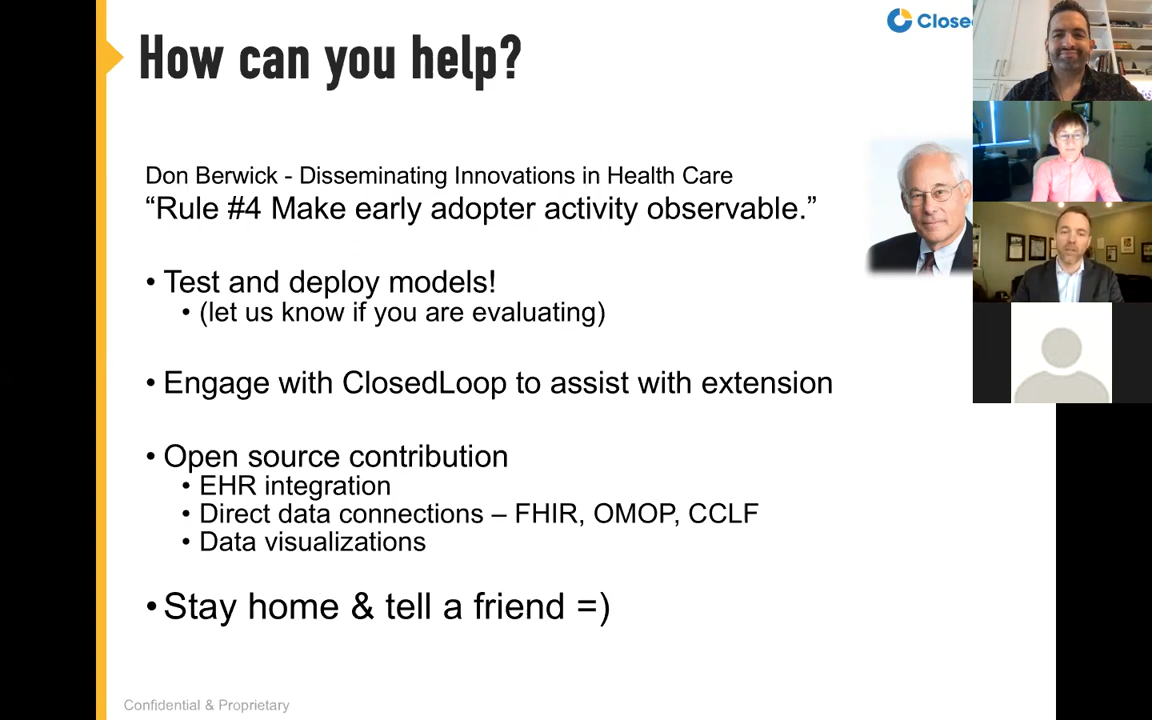 How can you help?
Don Berwick - Disseminating Innovations in Health Care
“Rule #4 Make early adopter activity observable.”
• Test and deploy models!
• (let us know if you are evaluating)
• Engage with ClosedLoop to assist with extension
• Open source contribution
• EHR integration
• Direct data connections – FHIR, OMOP, CCLF
• Data visualizations
• Stay home & tell a friend =)
Confidential & Proprietary